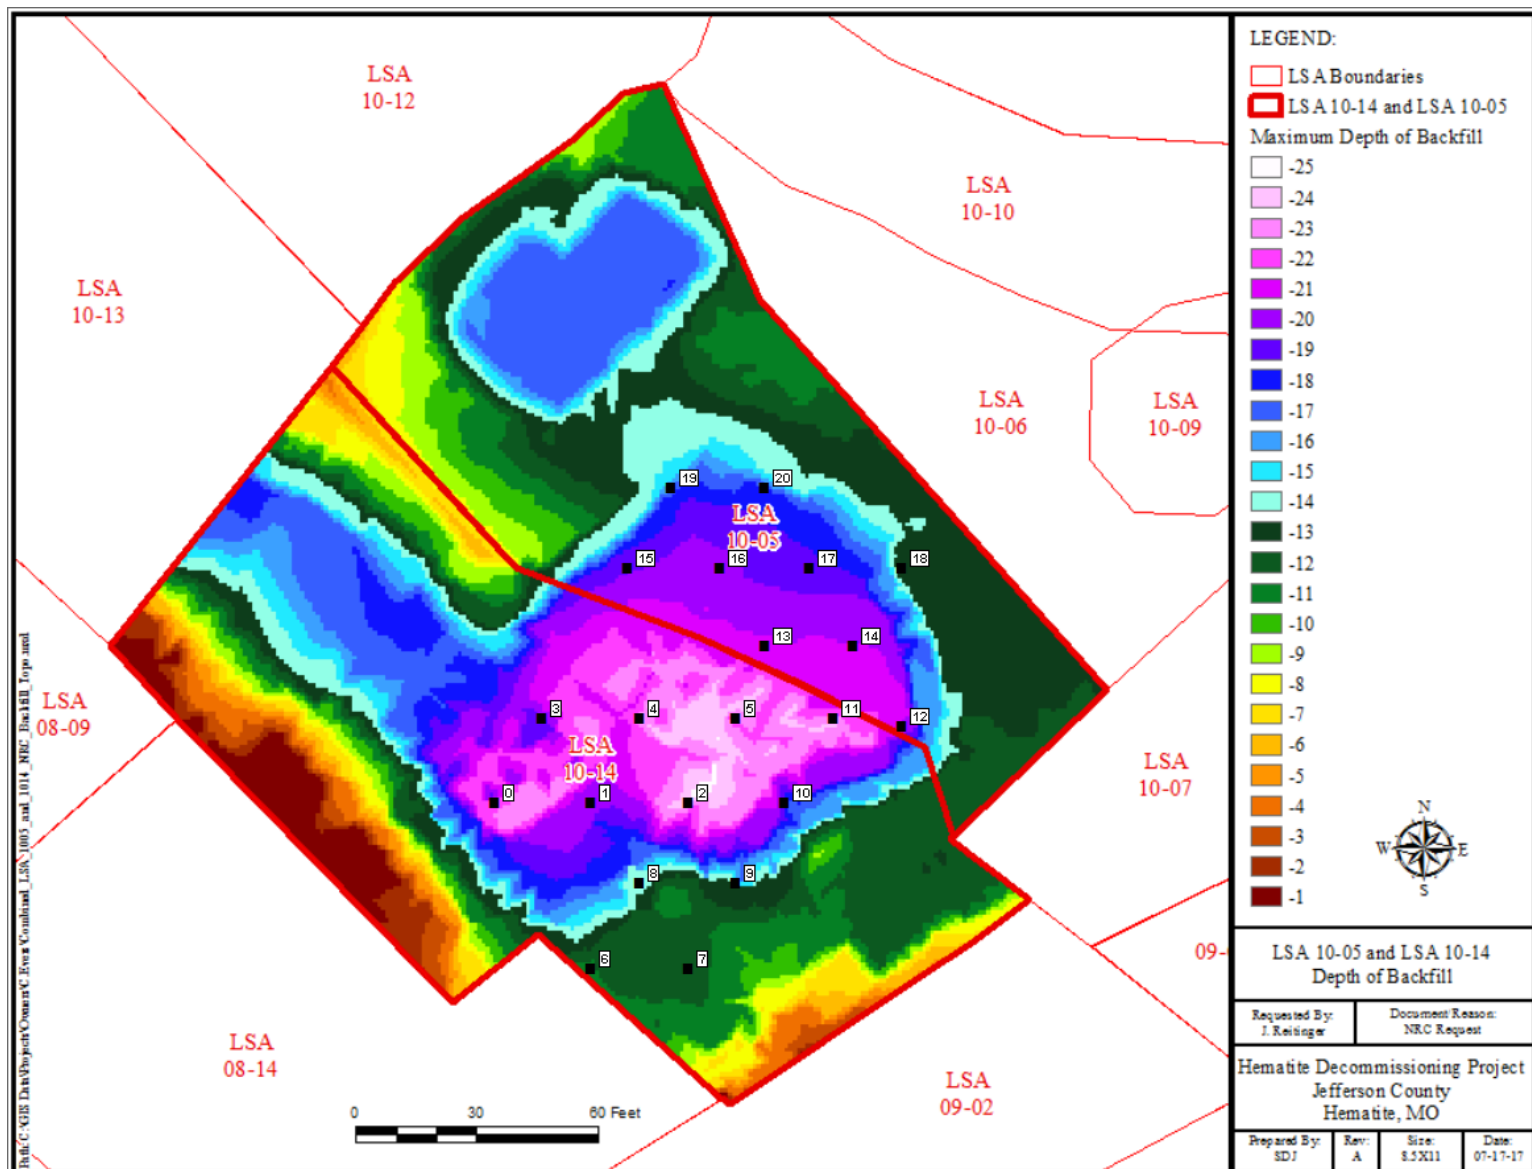 LSA
10-12
LSA
10-10
LSA
10-13
LSA
10-06
LSA
10-09
LSA
10-05
LSA
10-14
LSA
08-09
LSA
10-07
LSA
08-14
LSA
09-02
09-
19
20
15
16
17
18
13
14
3
4
5
11
12
0
1
2
10
8
9
6
7
0
30
60 Feet
LEGEND:
LSA Boundaries
LSA 10-14 and LSA 10-05
Maximum Depth of Backfill
-25
-24
-23
-22
-21
-20
-19
-18
-17
-16
-15
-14
-13
-12
-11
-10
-9
-8
-7
-6
-5
-4
-3
-2
-1
N
W
E
S
LSA 10-05 and LSA 10-14
Depth of Backfill
Requested By:
J. Reitinger
Document Reason:
NRC Request
Hematite Decommissioning Project
Jefferson County
Hematite, MO
Prepared By:
SDJ
Rev:
A
Size:
8.5X11
Date:
07-17-17